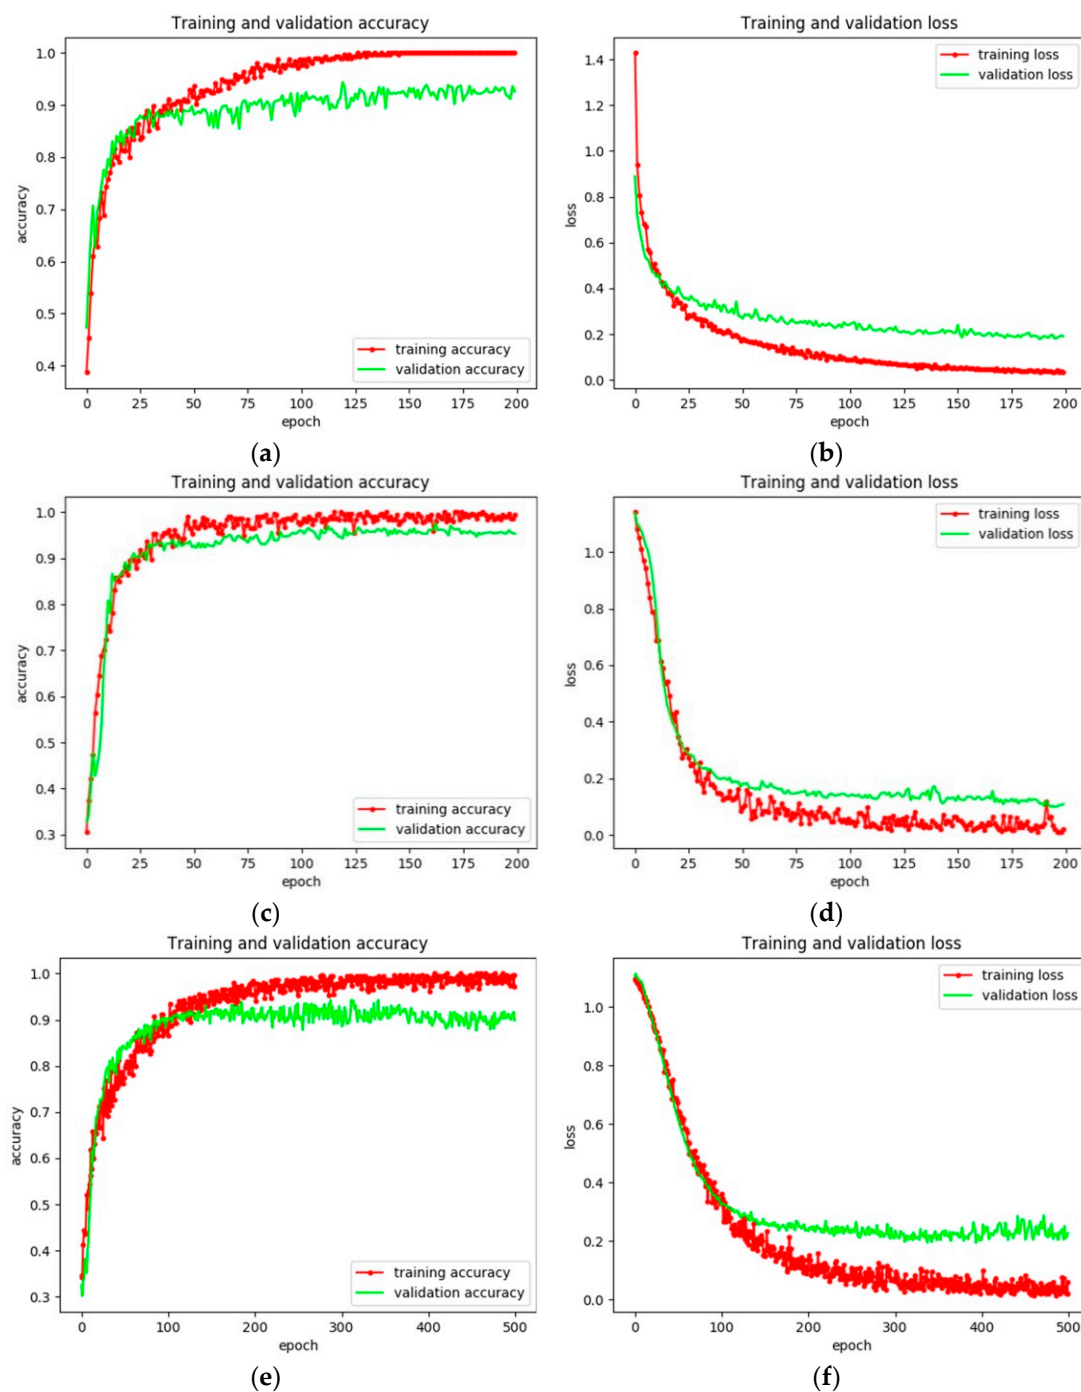 Training and validation accuracy
1.0
0.9
0.8
0.7
0.6
0.5
0.4
accuracy
training accuracy
validation accuracy
0 25 50 75 100 125 150 175 200
epoch
(a)
Training and validation loss
1.4
1.2
1.0
0.8
0.6
0.4
0.2
0.0
loss
training loss
validation loss
0 25 50 75 100 125 150 175 200
epoch
(b)
Training and validation accuracy
1.0
0.9
0.8
0.7
0.6
0.5
0.4
0.3
accuracy
training accuracy
validation accuracy
0 25 50 75 100 125 150 175 200
epoch
(c)
Training and validation loss
1.0
0.8
0.6
0.4
0.2
0.0
loss
training loss
validation loss
0 25 50 75 100 125 150 175 200
epoch
(d)
Training and validation accuracy
1.0
0.9
0.8
0.7
0.6
0.5
0.4
0.3
accuracy
training accuracy
validation accuracy
0 100 200 300 400 500
epoch
(e)
Training and validation loss
1.0
0.8
0.6
0.4
0.2
0.0
loss
training loss
validation loss
0 100 200 300 400 500
epoch
(f)